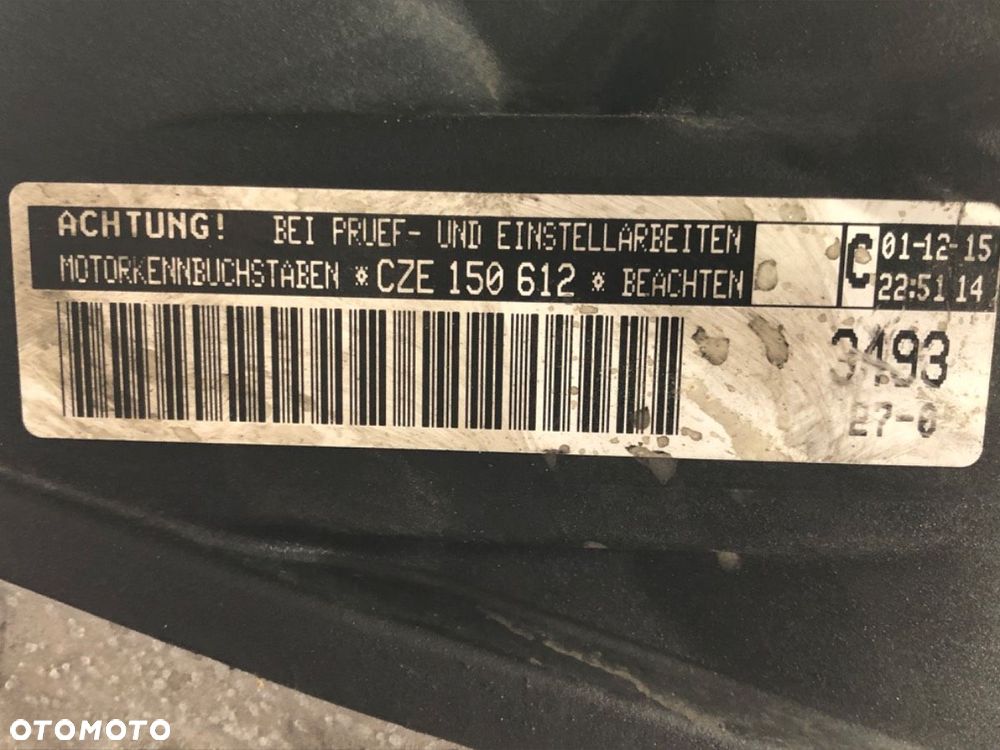 ACHTUNG! BEI PRUEF- UND EINSTELLARBEITEN
MOTORKENNBUCHSTABEN *CZE 150 612* BEACHTEN
C
01-12-15
22:51 14
3493
27-0
OTOMOTO